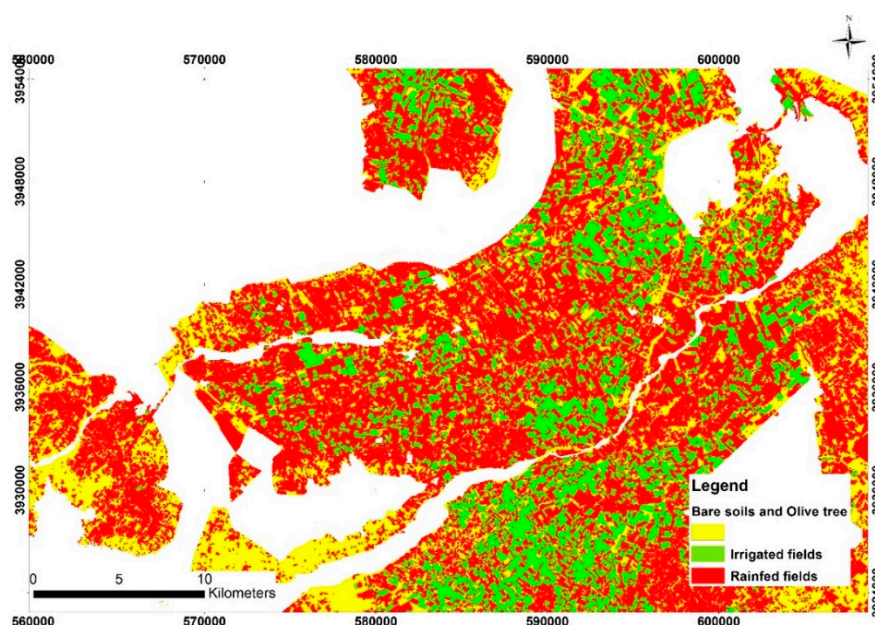 N
560000 570000 580000 590000 600000
3954000
3948000
3942000
3936000
3930000
Legend
Bare soils and Olive tree
Irrigated fields
Rainfed fields
0 5 10
Kilometers
560000 570000 580000 590000 600000